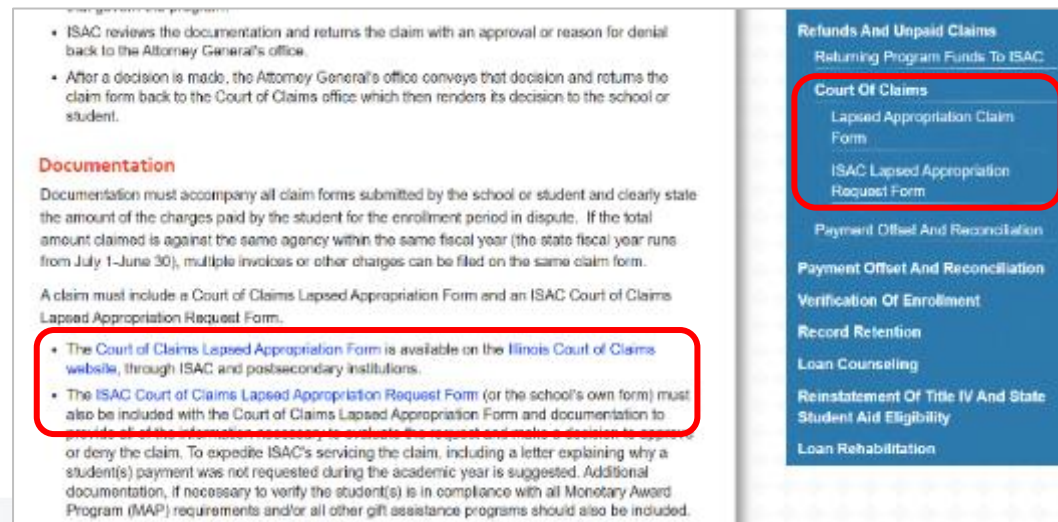 that govern the program.
• ISAC reviews the documentation and returns the claim with an approval or reason for denial
back to the Attorney General's office.
• After a decision is made, the Attorney General's office conveys that decision and returns the
claim form back to the Court of Claims office which then renders its decision to the school or
student.
Documentation
Documentation must accompany all claim forms submitted by the school or student and clearly state
the amount of the charges paid by the student for the enrollment period in dispute. If the total
amount claimed is against the same agency within the same fiscal year (the state fiscal year runs
from July 1-June 30), multiple invoices or other charges can be filed on the same claim form.
A claim must include a Court of Claims Lapsed Appropriation Form and an ISAC Court of Claims
Lapsed Appropriation Request Form.
• The Court of Claims Lapsed Appropriation Form is available on the Illinois Court of Claims
website, through ISAC and postsecondary institutions.
• The ISAC Court of Claims Lapsed Appropriation Request Form (or the school's own form) must
also be included with the Court of Claims Lapsed Appropriation Form and documentation to
provide all of the information necessary to evaluate the request and make a decision to approve
or deny the claim. To expedite ISAC's servicing the claim, including a letter explaining why a
student(s) payment was not requested during the academic year is suggested. Additional
documentation, if necessary to verify the student(s) is in compliance with all Monetary Award
Program (MAP) requirements and/or all other gift assistance programs should also be included.
Refunds And Unpaid Claims
Returning Program Funds To ISAC
Court Of Claims
Lapsed Appropriation Claim
Form
ISAC Lapsed Appropriation
Request Form
Payment Offset And Reconciliation
Payment Offset And Reconciliation
Verification Of Enrollment
Record Retention
Loan Counseling
Reinstatement Of Title IV And State
Student Aid Eligibility
Loan Rehabilitation